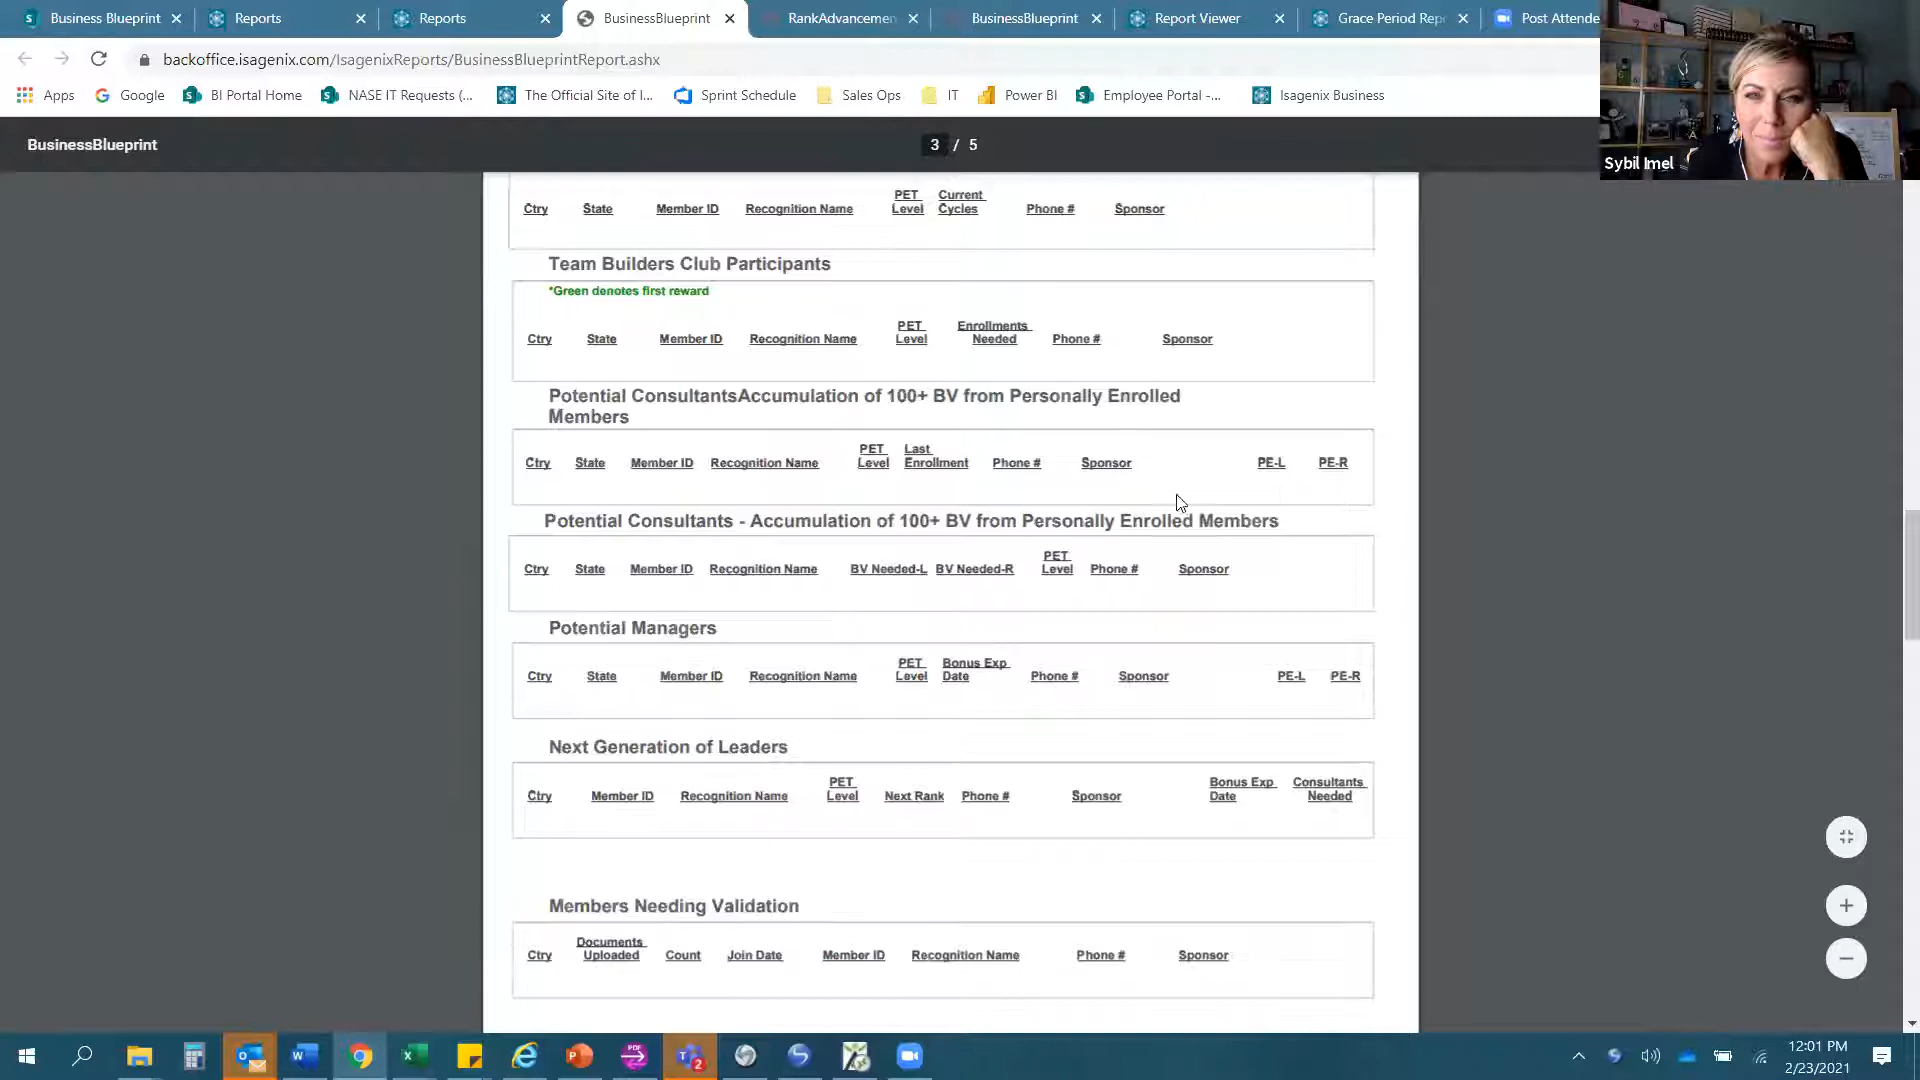 Business Blueprint Reports Reports BusinessBlueprint RankAdvancemen BusinessBlueprint Report Viewer Grace Period Rep Post Attende
backoffice.isagenix.com/IsagenixReports/BusinessBlueprintReport.ashx
Apps Google BI Portal Home NASE IT Requests (... The Official Site of I... Sprint Schedule Sales Ops IT Power BI Employee Portal -... Isagenix Business
Sybil Imel
BusinessBlueprint 3 / 5
PET Current
Ctry State Member ID Recognition Name Level Cycles Phone # Sponsor
Team Builders Club Participants
*Green denotes first reward
PET Enrollments
Ctry State Member ID Recognition Name Level Needed Phone # Sponsor
Potential ConsultantsAccumulation of 100+ BV from Personally Enrolled
Members
PET Last
Ctry State Member ID Recognition Name Level Enrollment Phone # Sponsor PE-L PE-R
Potential Consultants - Accumulation of 100+ BV from Personally Enrolled Members
PET
Ctry State Member ID Recognition Name BV Needed-L BV Needed-R Level Phone # Sponsor
Potential Managers
PET Bonus Exp
Ctry State Member ID Recognition Name Level Date Phone # Sponsor PE-L PE-R
Next Generation of Leaders
PET Bonus Exp Consultants
Ctry Member ID Recognition Name Level Next Rank Phone # Sponsor Date Needed
Members Needing Validation
Documents
Ctry Uploaded Count Join Date Member ID Recognition Name Phone # Sponsor
12:01 PM
2/23/2021